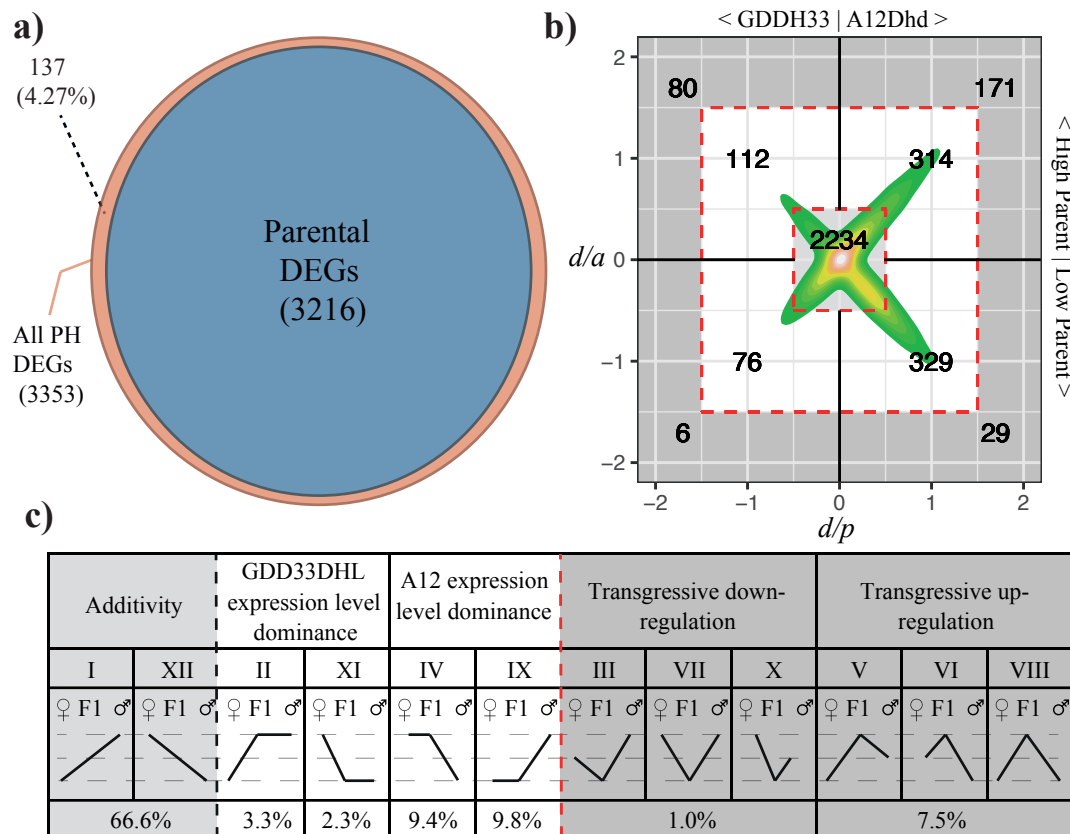 a)
137
(4.27%)
Parental
DEGs
(3216)
All PH
DEGs
(3353)
b)
< GDDH33 | A12Dhd >
80
171
112
314
2234
76
329
6
29
2
1
0
−1
−2
d/a
−2
−1
0
1
2
d/p
< High Parent | Low Parent >
c)
Additivity
GDD33DHL
expression level
dominance
A12 expression
level dominance
Transgressive down-
regulation
Transgressive up-
regulation
I XII II XI IV IX III VII X V VI VIII
♀ F1 ♂ ♀ F1 ♂ ♀ F1 ♂ ♀ F1 ♂ ♀ F1 ♂ ♀ F1 ♂ ♀ F1 ♂ ♀ F1 ♂ ♀ F1 ♂ ♀ F1 ♂ ♀ F1 ♂ ♀ F1 ♂
66.6% 3.3% 2.3% 9.4% 9.8% 1.0% 7.5%